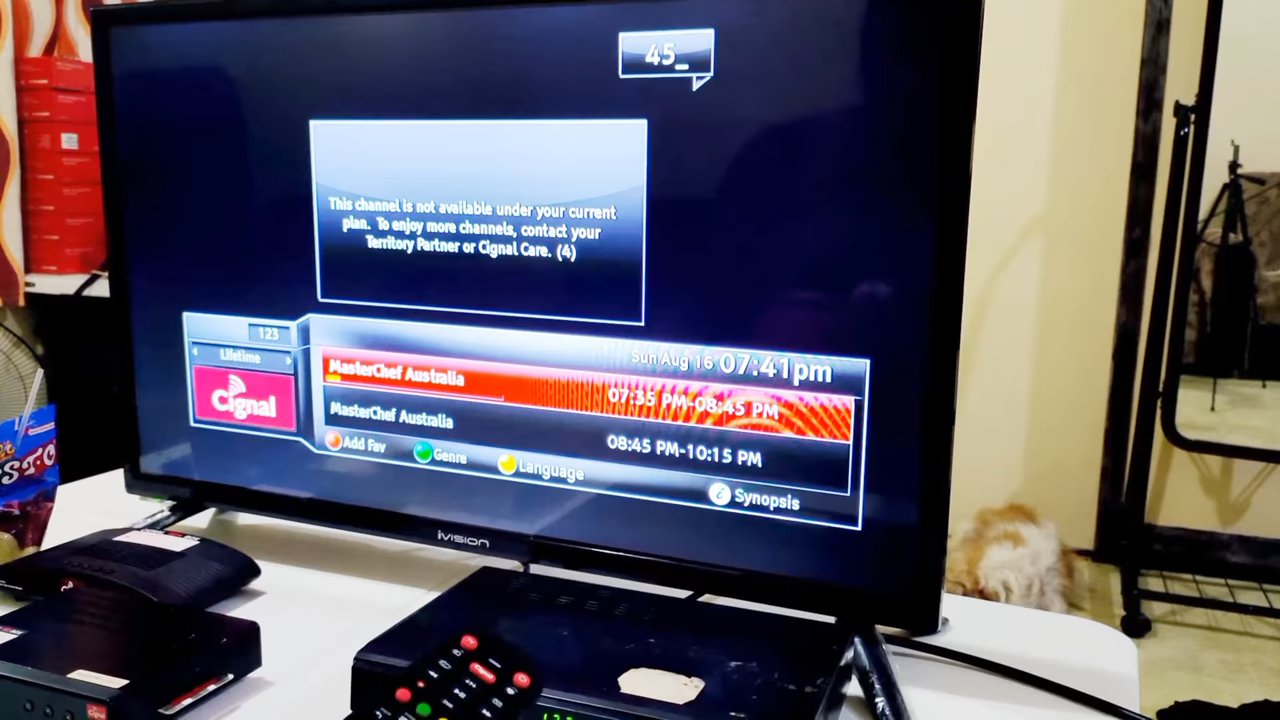 45_
This channel is not available under your current
plan. To enjoy more channels, contact your
Territory Partner or Cignal Care. (4)
123
Lifetime
Cignal
Sun Aug 16 07:41pm
MasterChef Australia 07:35 PM-08:45 PM
MasterChef Australia 08:45 PM-10:15 PM
Add Fav Genre Language Synopsis
iVISION
ST-O